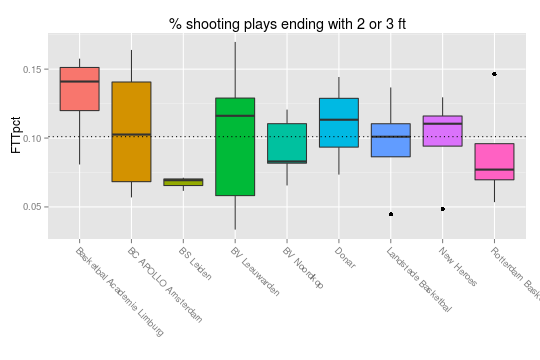 % shooting plays ending with 2 or 3 ft
FTTpct
0.15
0.10
0.05
Basketbal Academie Limburg
BC APOLLO Amsterdam
BS Leiden
BV Leeuwarden
BV Noordkop
Donar
Landstede Basketbal
New Heroes
Rotterdam Bask